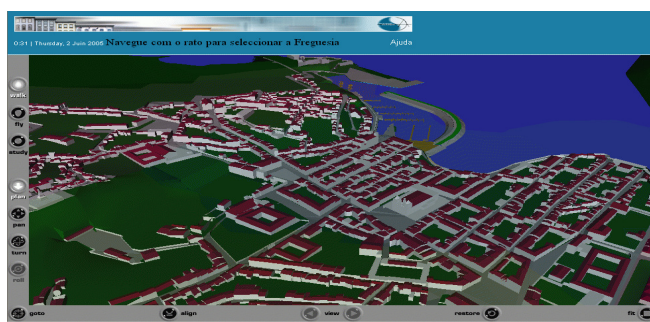 0:31 | Thursday, 2 Juin 2005 Navegue com o rato para seleccionar a Freguesia Ajuda
walk
fly
study
plan
pan
turn
roll
goto align view restore fit